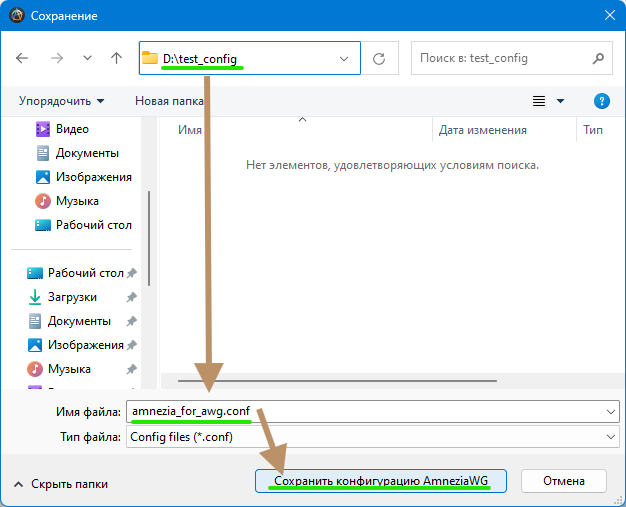 Сохранение
D:\test_config
Поиск в: test_config
Упорядочить
Новая папка
?
Видео
Документы
Изображения
Музыка
Рабочий стол
Рабочий стол
Загрузки
Документы
Изображения
Музыка
Имя
Дата изменения
Тип
Нет элементов, удовлетворяющих условиям поиска.
Имя файла: amnezia_for_awg.conf
Тип файла: Config files (*.conf)
Скрыть папки
Сохранить конфигурацию AmneziaWG
Отмена